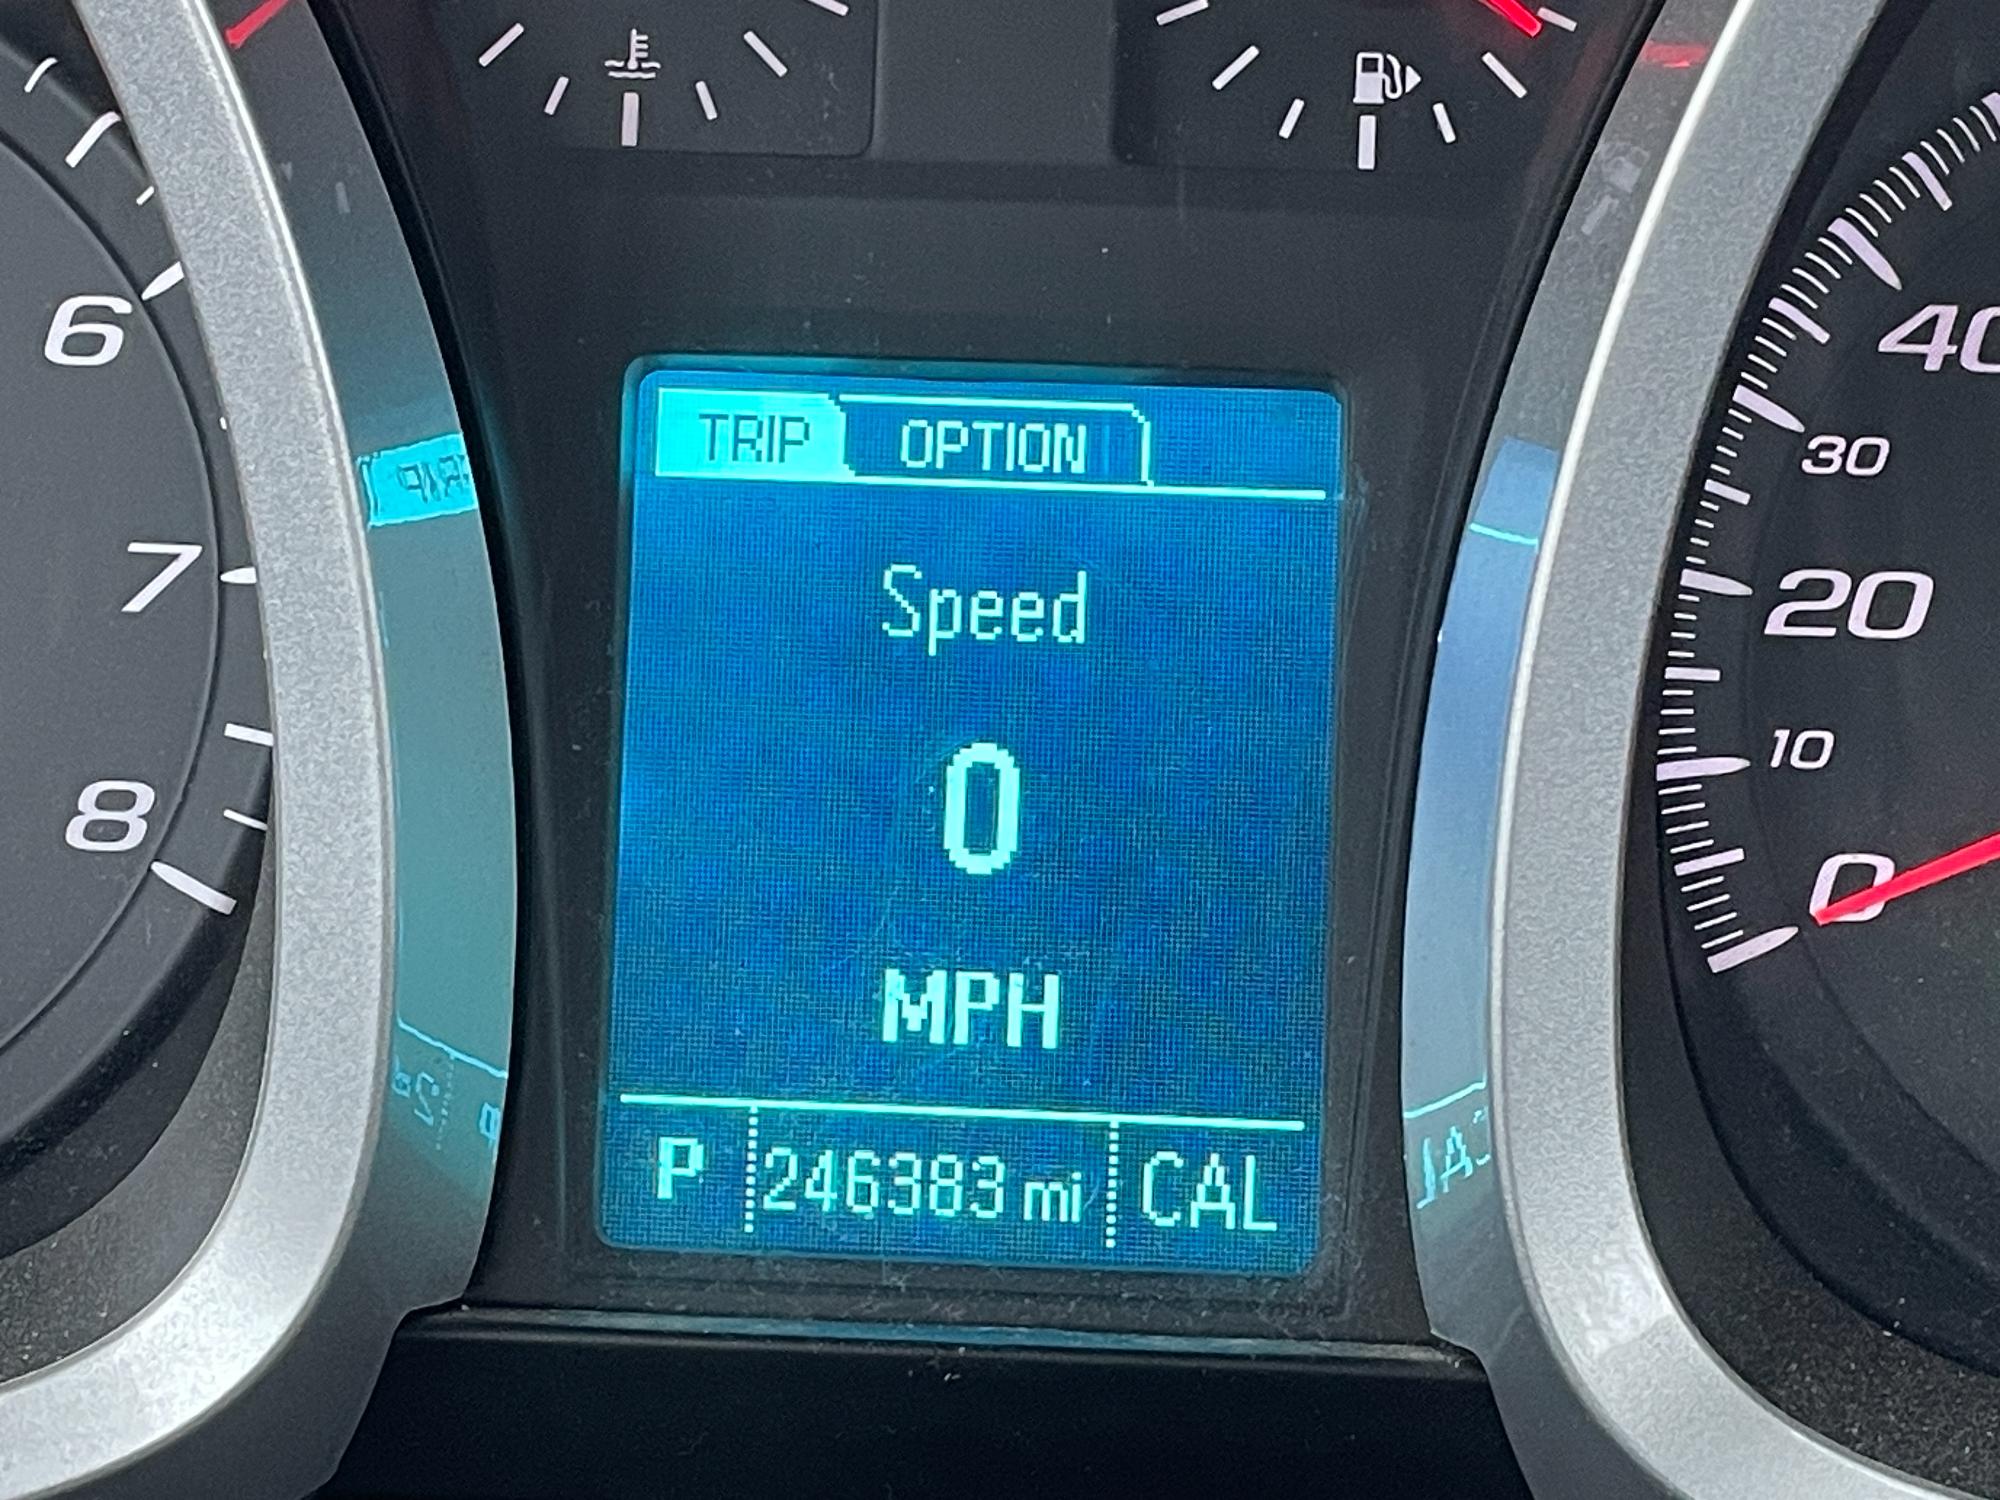 TRIP OPTION
Speed
0
MPH
P 246383 mi CAL
6
7
8
40
30
20
10
0